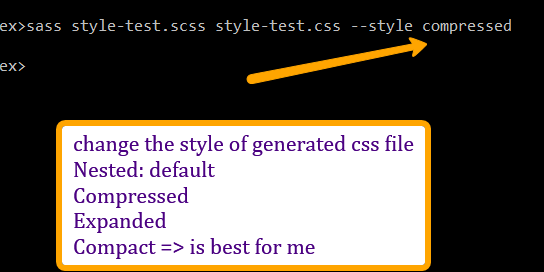 ex>sass style-test.scss style-test.css --style compressed
ex>
change the style of generated css file
Nested: default
Compressed
Expanded
Compact => is best for me